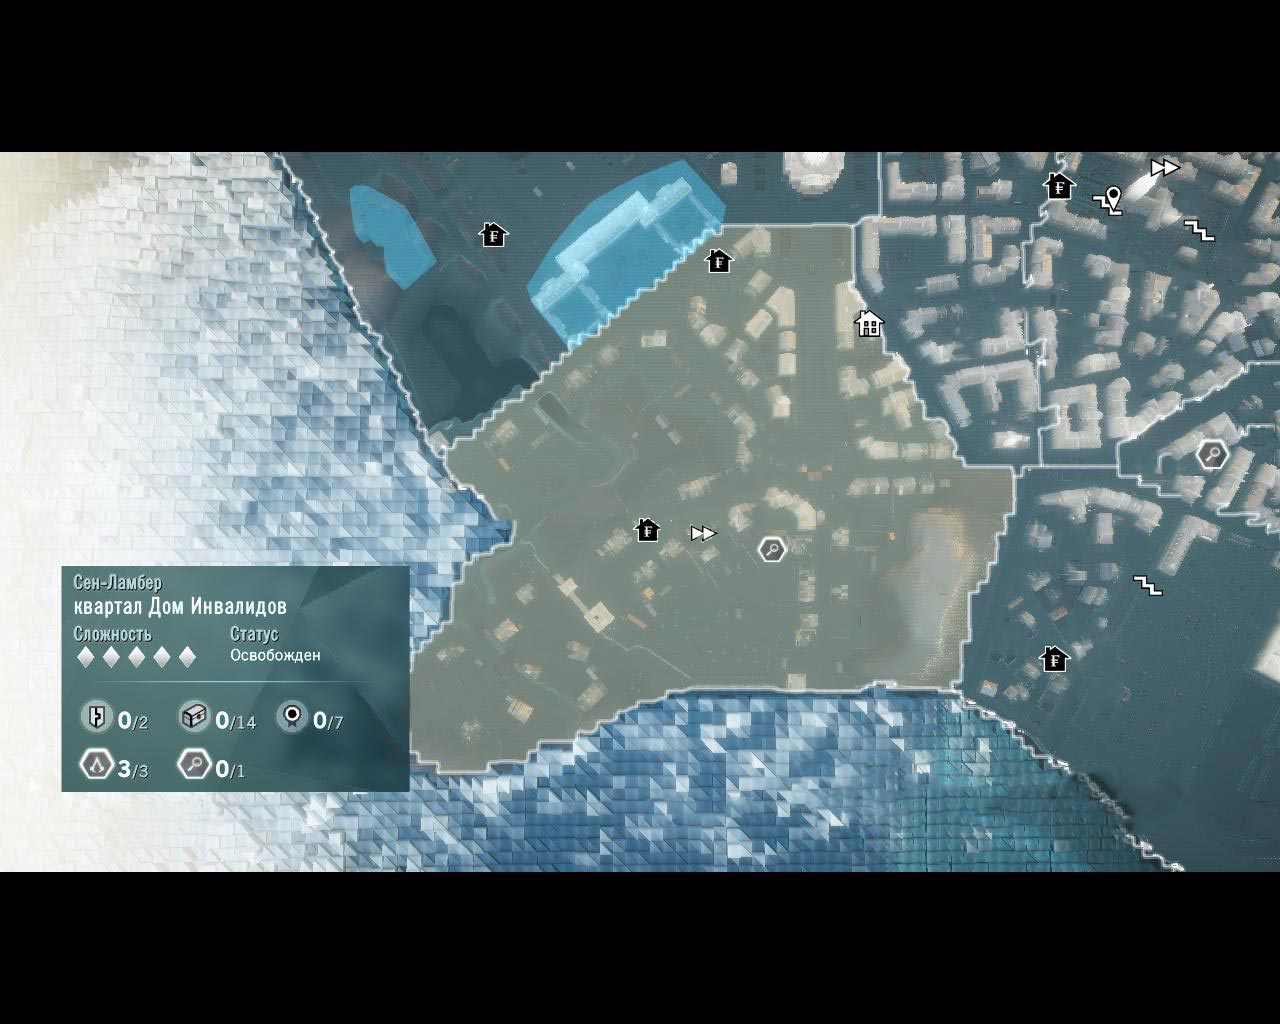 Сен-Ламбер
квартал Дом Инвалидов
Сложность Статус
Освобожден
0/2 0/14 0/7
3/3 0/1